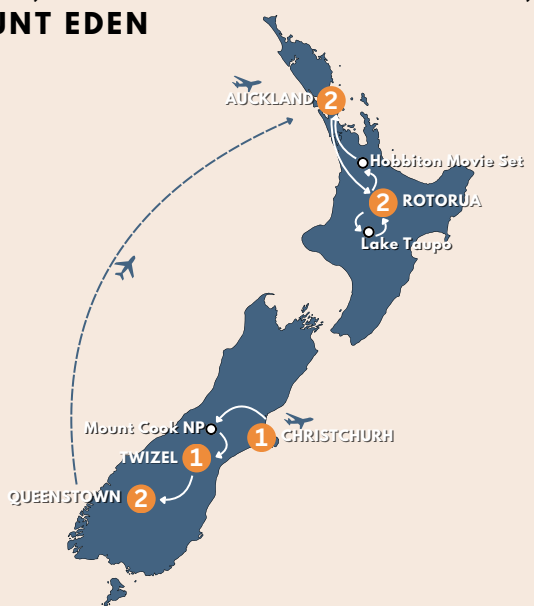 UNT EDEN
AUCKLAND 2
Hobbiton Movie Set
2 ROTORUA
Lake Taupo
Mount Cook NP
1 CHRISTCHURH
TWIZEL 1
QUEENSTOWN 2